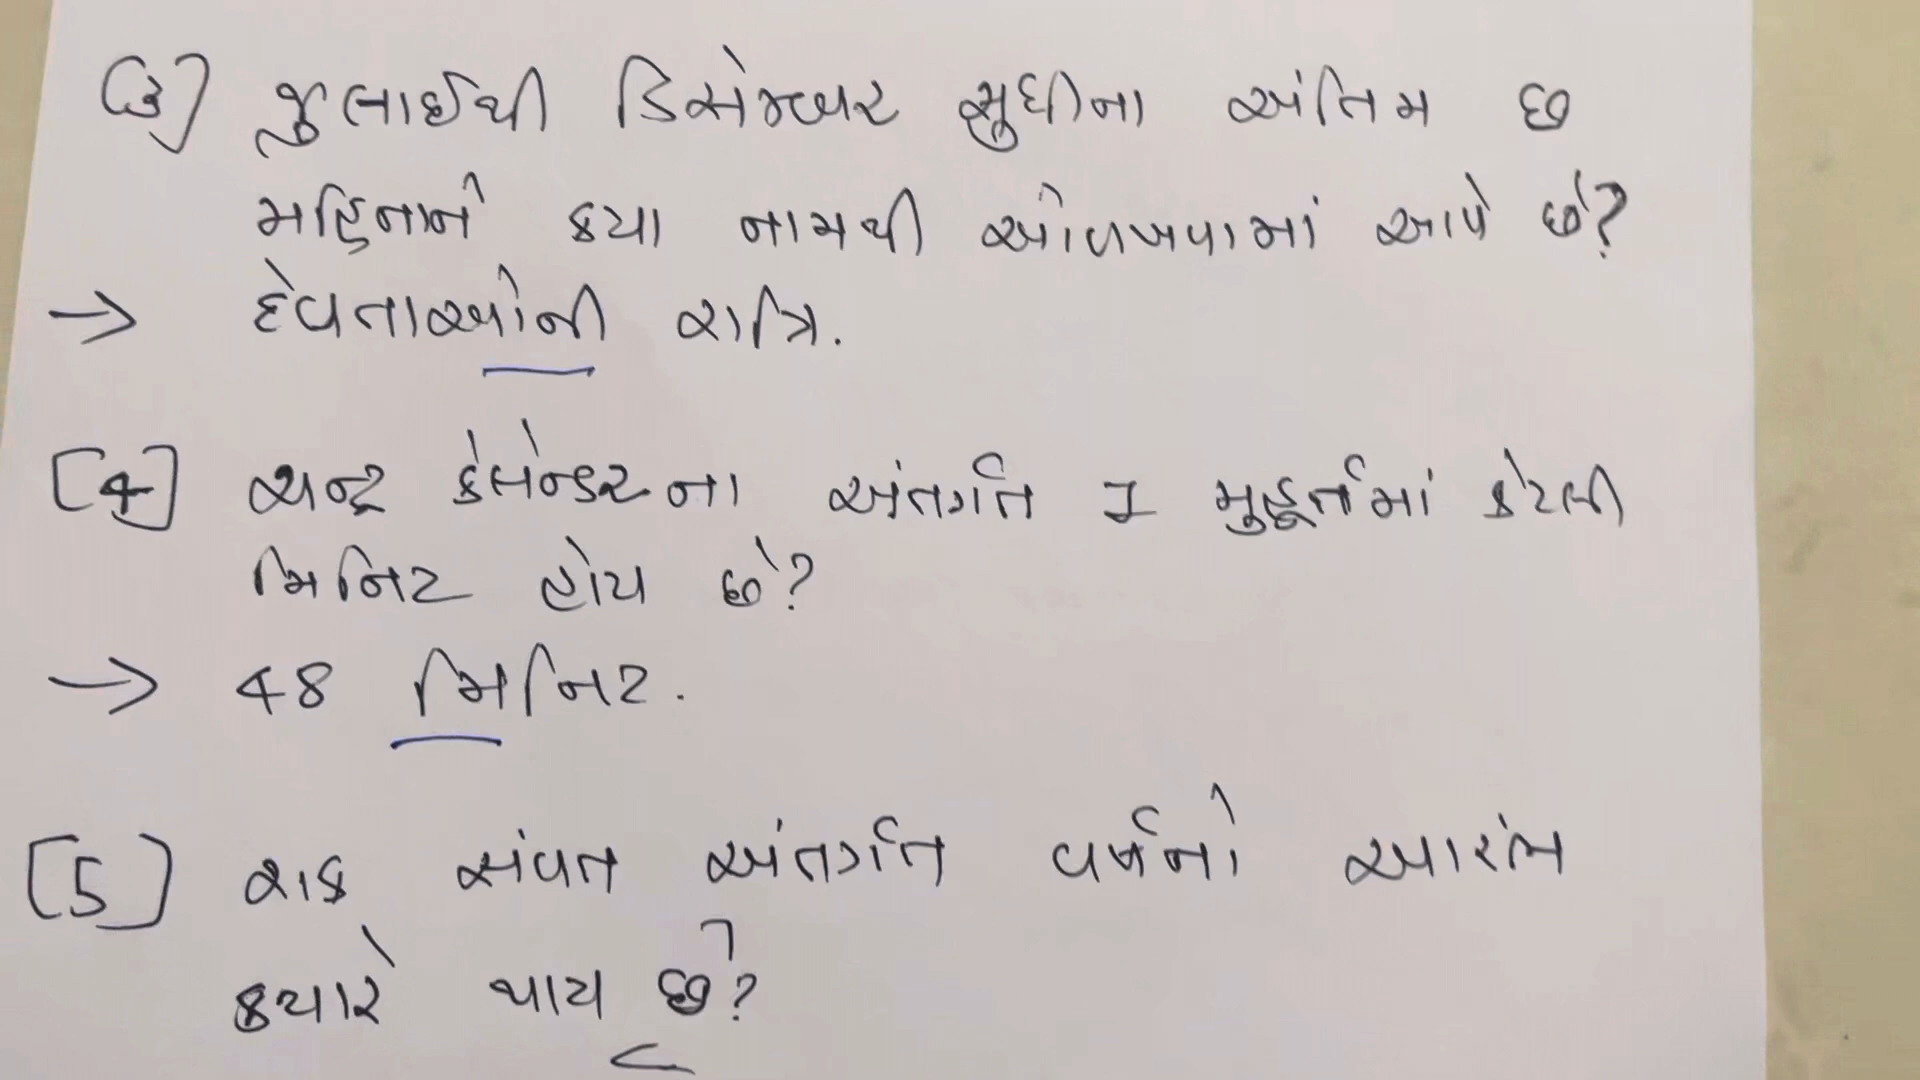 (3) જુલાઈથી ડિસેમ્બર સુધીના અંતિમ છ
મહિનાને કયા નામથી ઓળખવામાં આવે છે?
→ દેવતાઓની રાત્રિ.
[4] ચન્દ્ર કેલેન્ડરના અંતર્ગત 1 મુહૂર્તમાં કેટલી
મિનિટ હોય છે?
→ 48 મિનિટ.
[5] શક સંવત અંતર્ગત વર્ષનો આરંભ
ક્યારે થાય છે?